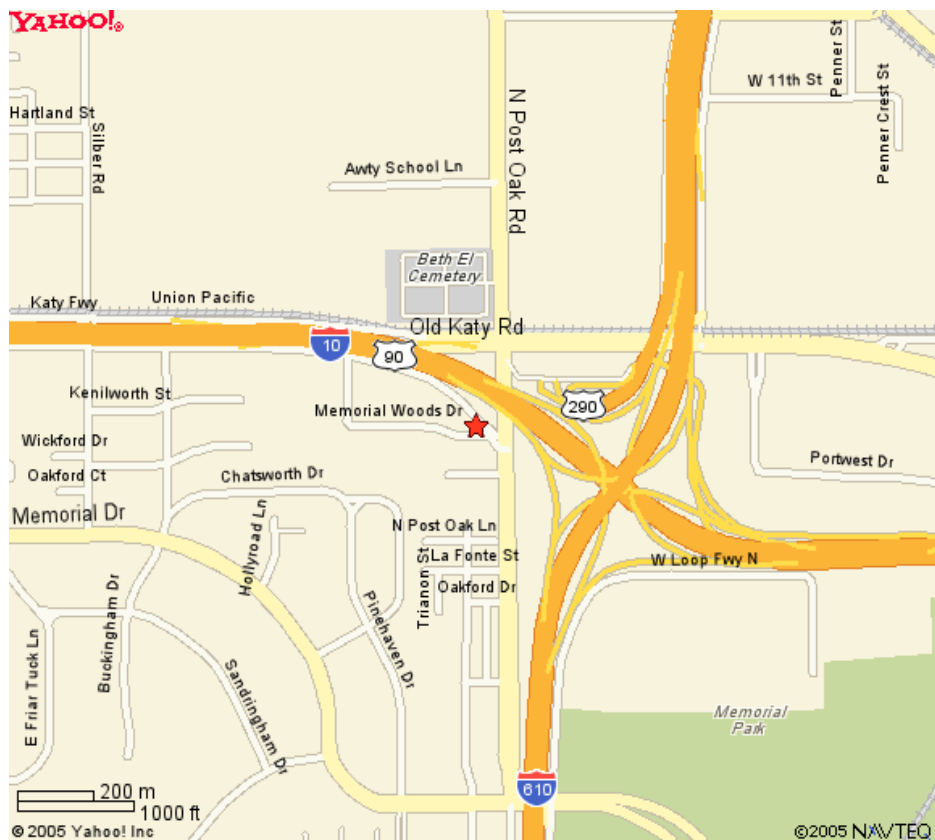 YAHOO!®
Penner St
W 11th St
Penner Crest St
Hartland St
Silber Rd
N Post Oak Rd
Awty School Ln
Beth El
Cemetery
Katy Fwy
Union Pacific
Old Katy Rd
10
90
290
Kenilworth St
Memorial Woods Dr
Wickford Dr
Oakford Ct
Chatsworth Dr
Portwest Dr
Memorial Dr
Hollyroad Ln
N Post Oak Ln
La Fonte St
Trianon St
Oakford Dr
W Loop Fwy N
Buckingham Dr
Pinehaven Dr
E Friar Tuck Ln
Sandringham Dr
Memorial
Park
610
200 m
1000 ft
©2005 Yahoo! Inc
©2005 NAVTEQ